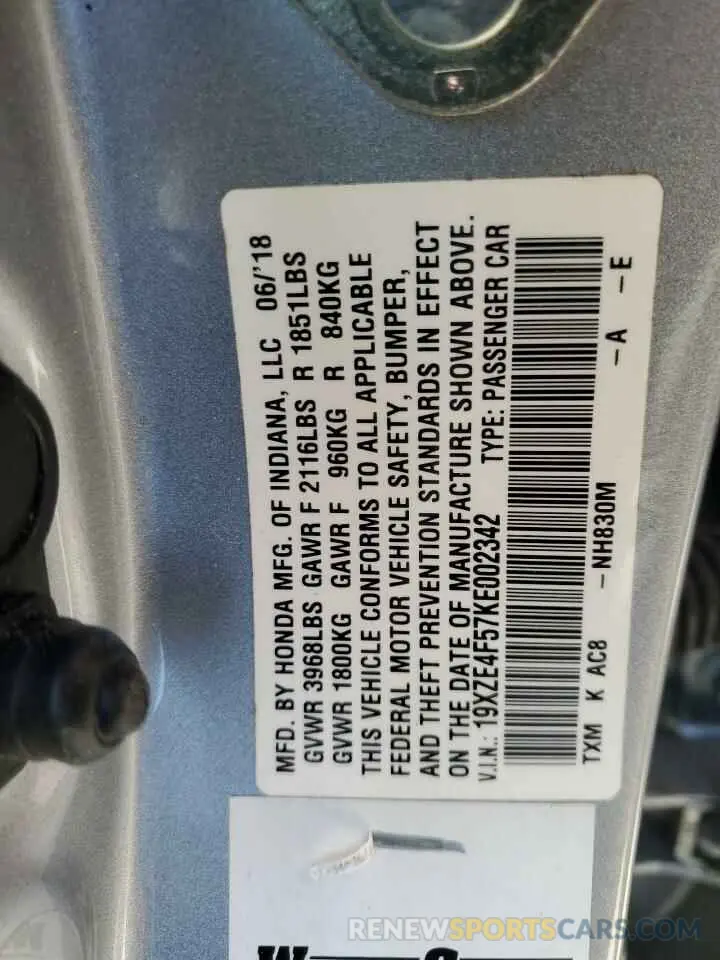 MFD. BY HONDA MFG. OF INDIANA, LLC 06/'18
GVWR 3968LBS GAWR F 2116LBS R 1851LBS
GVWR 1800KG GAWR F 960KG R 840KG
THIS VEHICLE CONFORMS TO ALL APPLICABLE
FEDERAL MOTOR VEHICLE SAFETY, BUMPER,
AND THEFT PREVENTION STANDARDS IN EFFECT
ON THE DATE OF MANUFACTURE SHOWN ABOVE.
V.I.N.: 19XZE4F57KE002342 TYPE: PASSENGER CAR
TXM K AC8 -NH830M -A -E
RENEWSPORTSCARS.COM